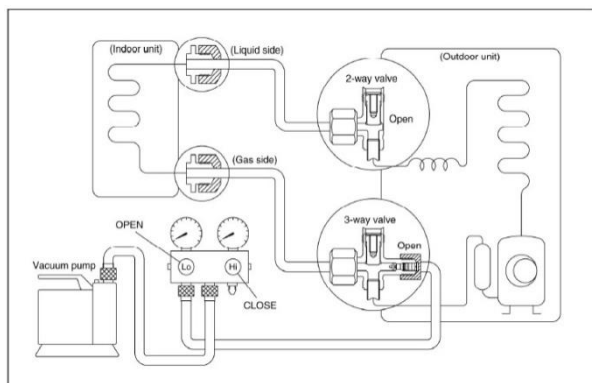 (Indoor unit)
(Liquid side)
(Outdoor unit)
2-way valve
Open
(Gas side)
3-way valve
Open
OPEN
Lo
Hi
CLOSE
Vacuum pump